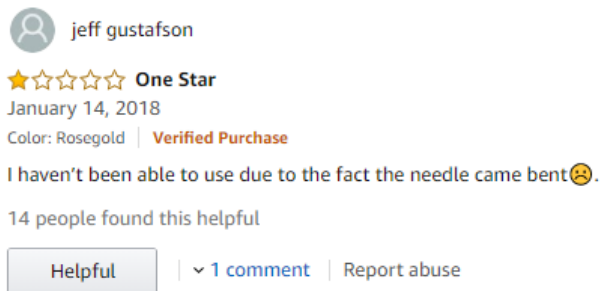 jeff gustafson
One Star
January 14, 2018
Color: Rosegold | Verified Purchase
I haven’t been able to use due to the fact the needle came bent☹.
14 people found this helpful
Helpful | 1 comment | Report abuse